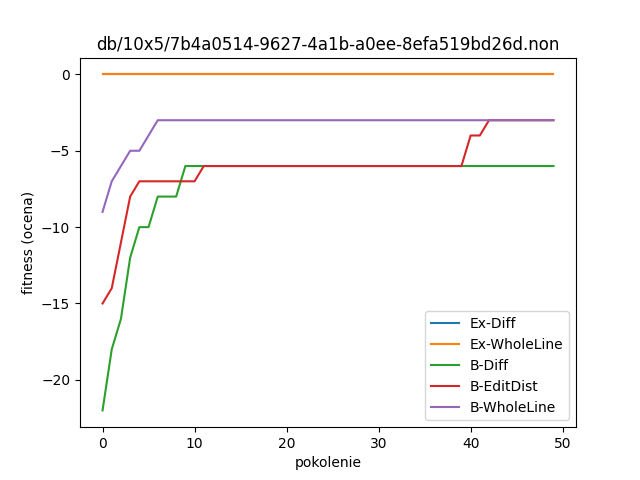 db/10x5/7b4a0514-9627-4a1b-a0ee-8efa519bd26d.non
0
−5
−10
−15
−20
fitness (ocena)
Ex-Diff
Ex-WholeLine
B-Diff
B-EditDist
B-WholeLine
0 10 20 30 40 50
pokolenie